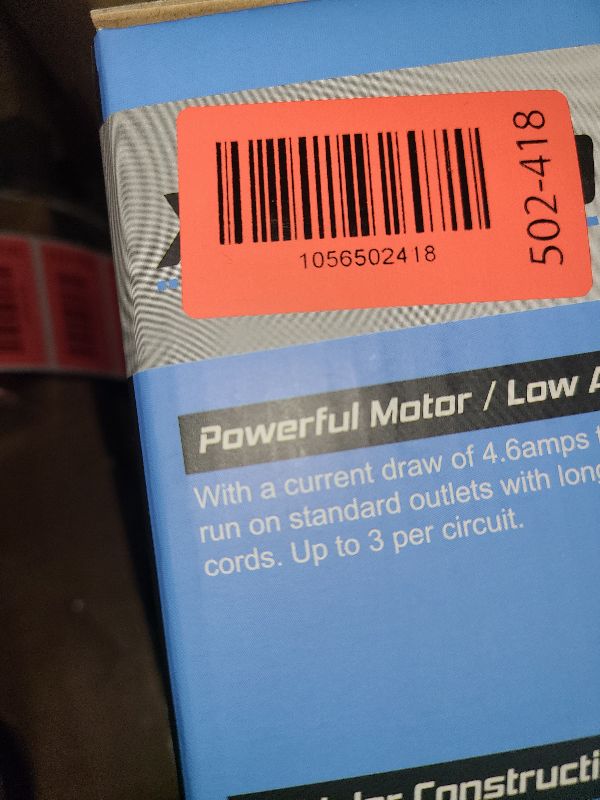 1056502418
502-418
Powerful Motor / Low
With a current draw of 4.6amps
run on standard outlets with long
cords. Up to 3 per circuit.